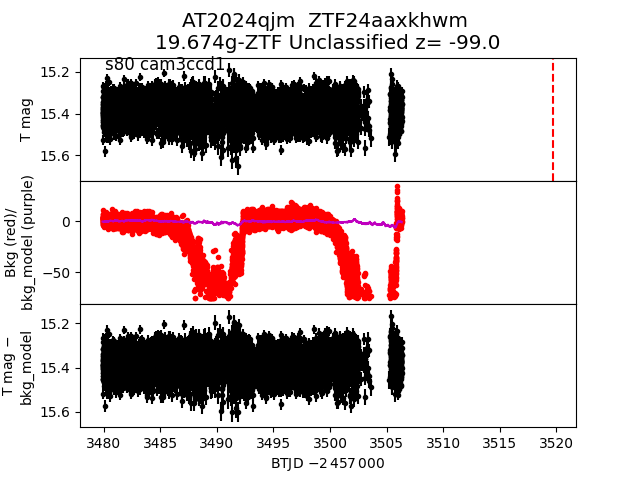 AT2024qjm  ZTF24aaxkhwm
19.674g-ZTF Unclassified z= -99.0
s80 cam3ccd1
15.2
15.4
15.6
T mag
0
−50
Bkg (red)/
bkg_model (purple)
15.2
15.4
15.6
T mag −
bkg_model
3480 3485 3490 3495 3500 3505 3510 3515 3520
BTJD −2 457 000